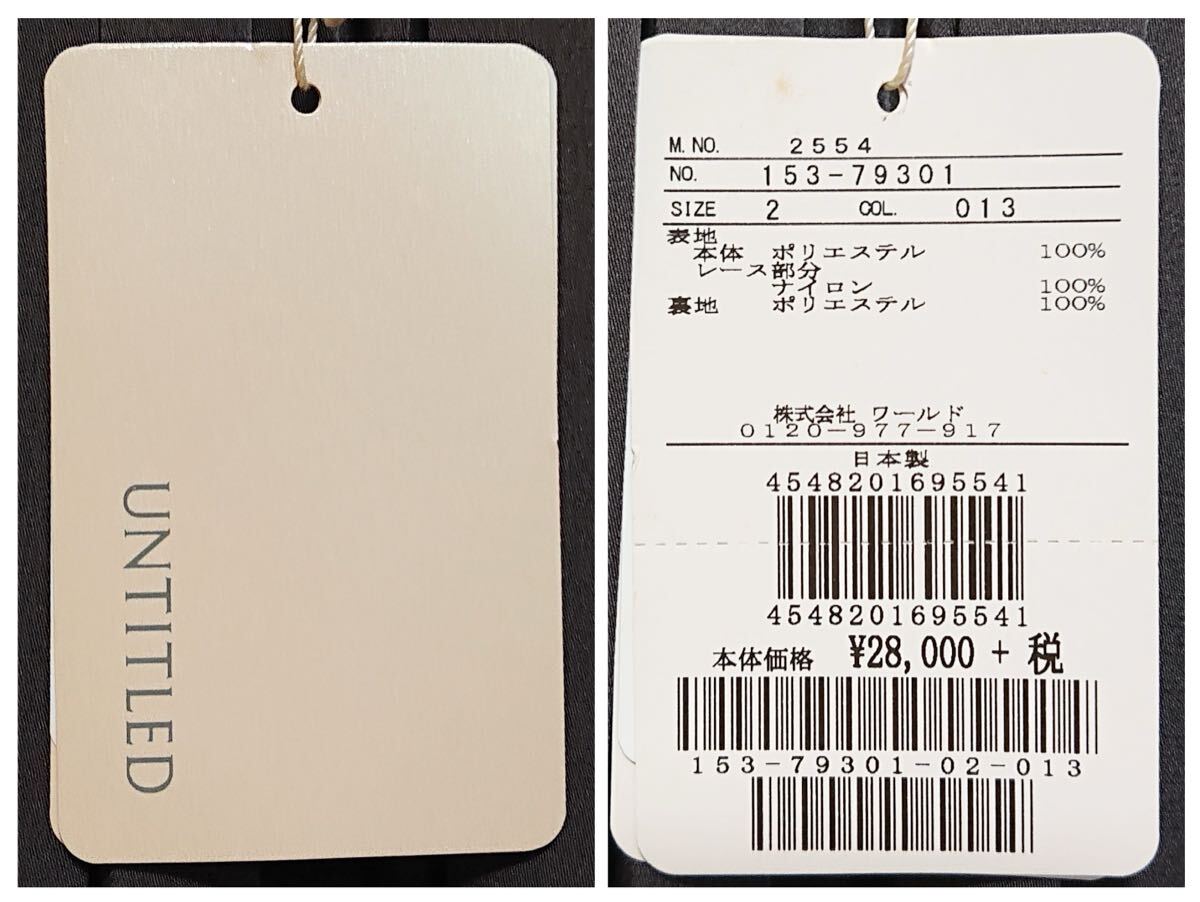 UNTITLED
M. NO. 2554
NO. 153-79301
SIZE 2 COL. 013
表地
本体 ポリエステル 100%
レース部分
ナイロン 100%
裏地 ポリエステル 100%
株式会社 ワールド
0120-977-917
日本製
4548201695541
4548201695541
本体価格 ¥28,000 + 税
153-79301-02-013